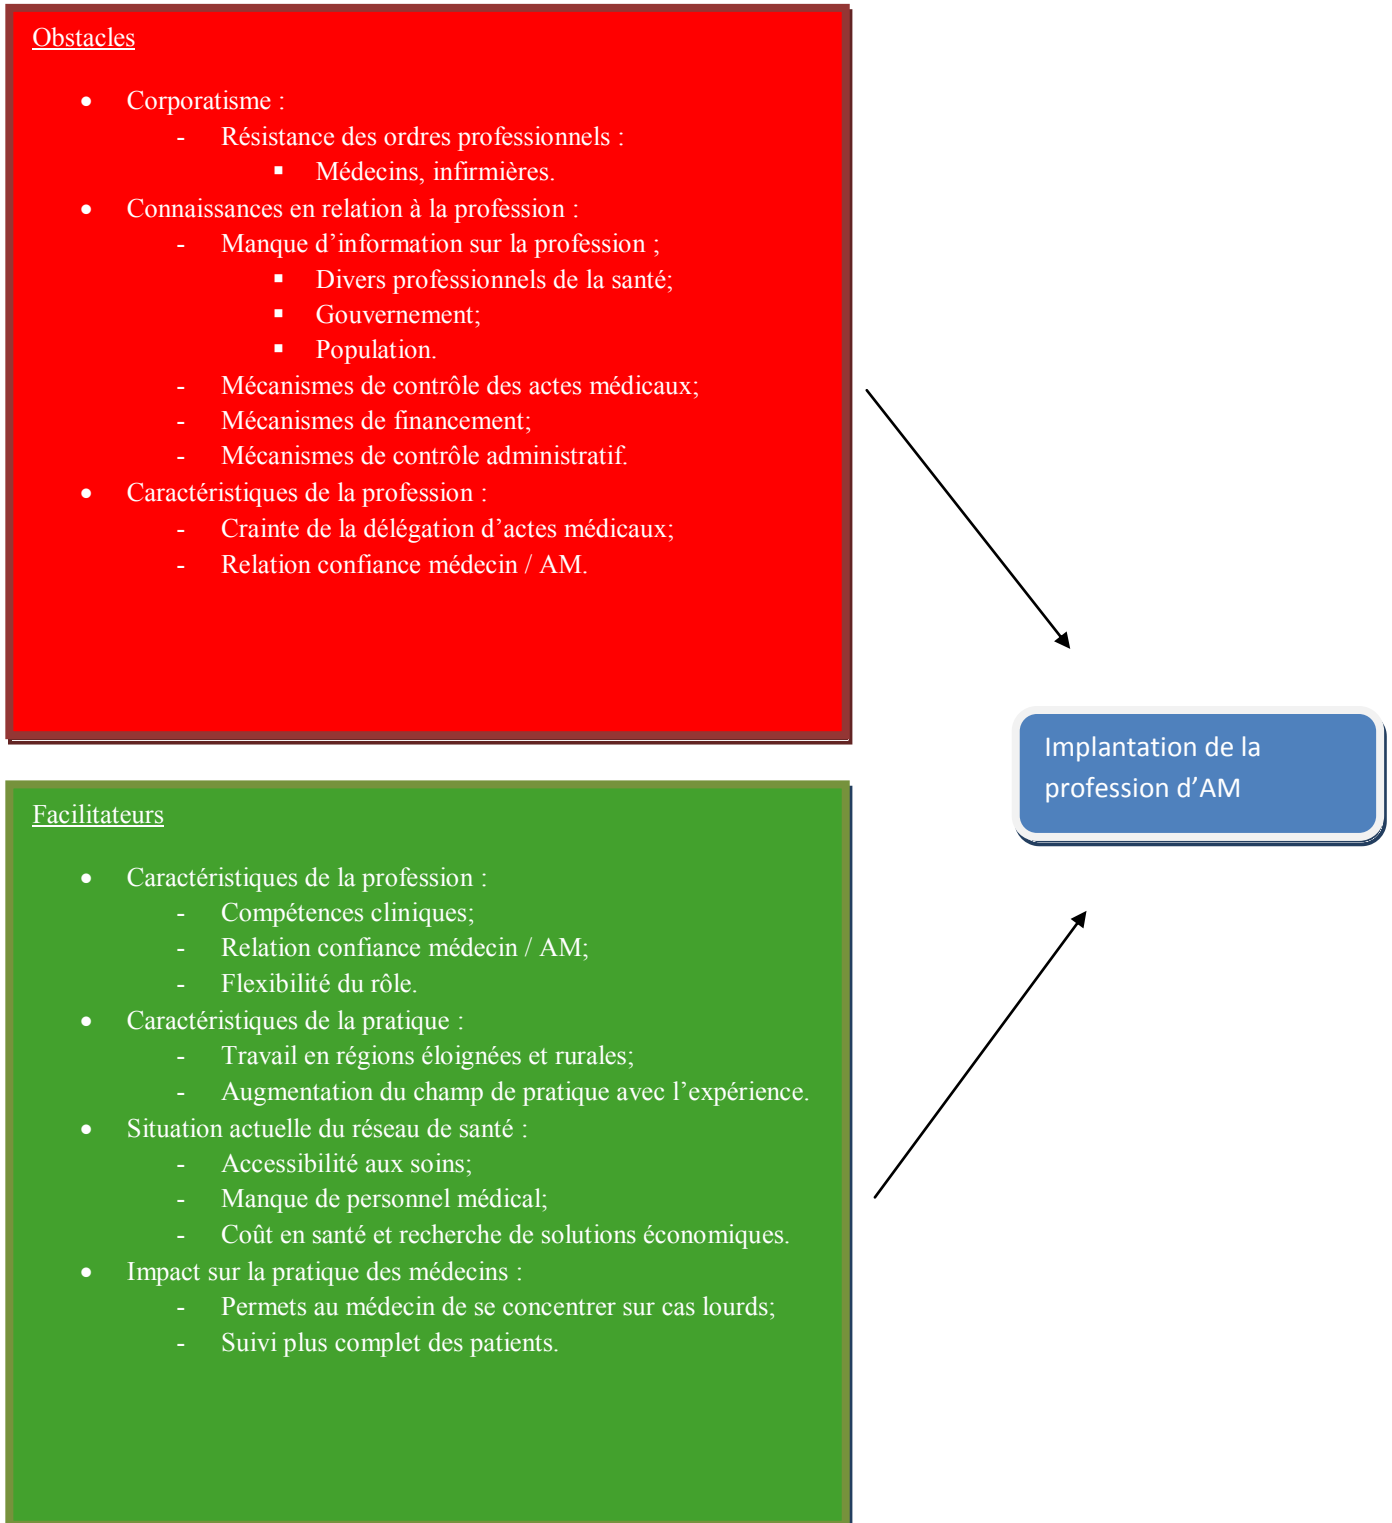 Obstacles
• Corporatisme :
- Résistance des ordres professionnels :
▪ Médecins, infirmières.
• Connaissances en relation à la profession :
- Manque d’information sur la profession ;
▪ Divers professionnels de la santé;
▪ Gouvernement;
▪ Population.
- Mécanismes de contrôle des actes médicaux;
- Mécanismes de financement;
- Mécanismes de contrôle administratif.
• Caractéristiques de la profession :
- Crainte de la délégation d’actes médicaux;
- Relation confiance médecin / AM.
Implantation de la
profession d’AM
Facilitateurs
• Caractéristiques de la profession :
- Compétences cliniques;
- Relation confiance médecin / AM;
- Flexibilité du rôle.
• Caractéristiques de la pratique :
- Travail en régions éloignées et rurales;
- Augmentation du champ de pratique avec l’expérience.
• Situation actuelle du réseau de santé :
- Accessibilité aux soins;
- Manque de personnel médical;
- Coût en santé et recherche de solutions économiques.
• Impact sur la pratique des médecins :
- Permets au médecin de se concentrer sur cas lourds;
- Suivi plus complet des patients.